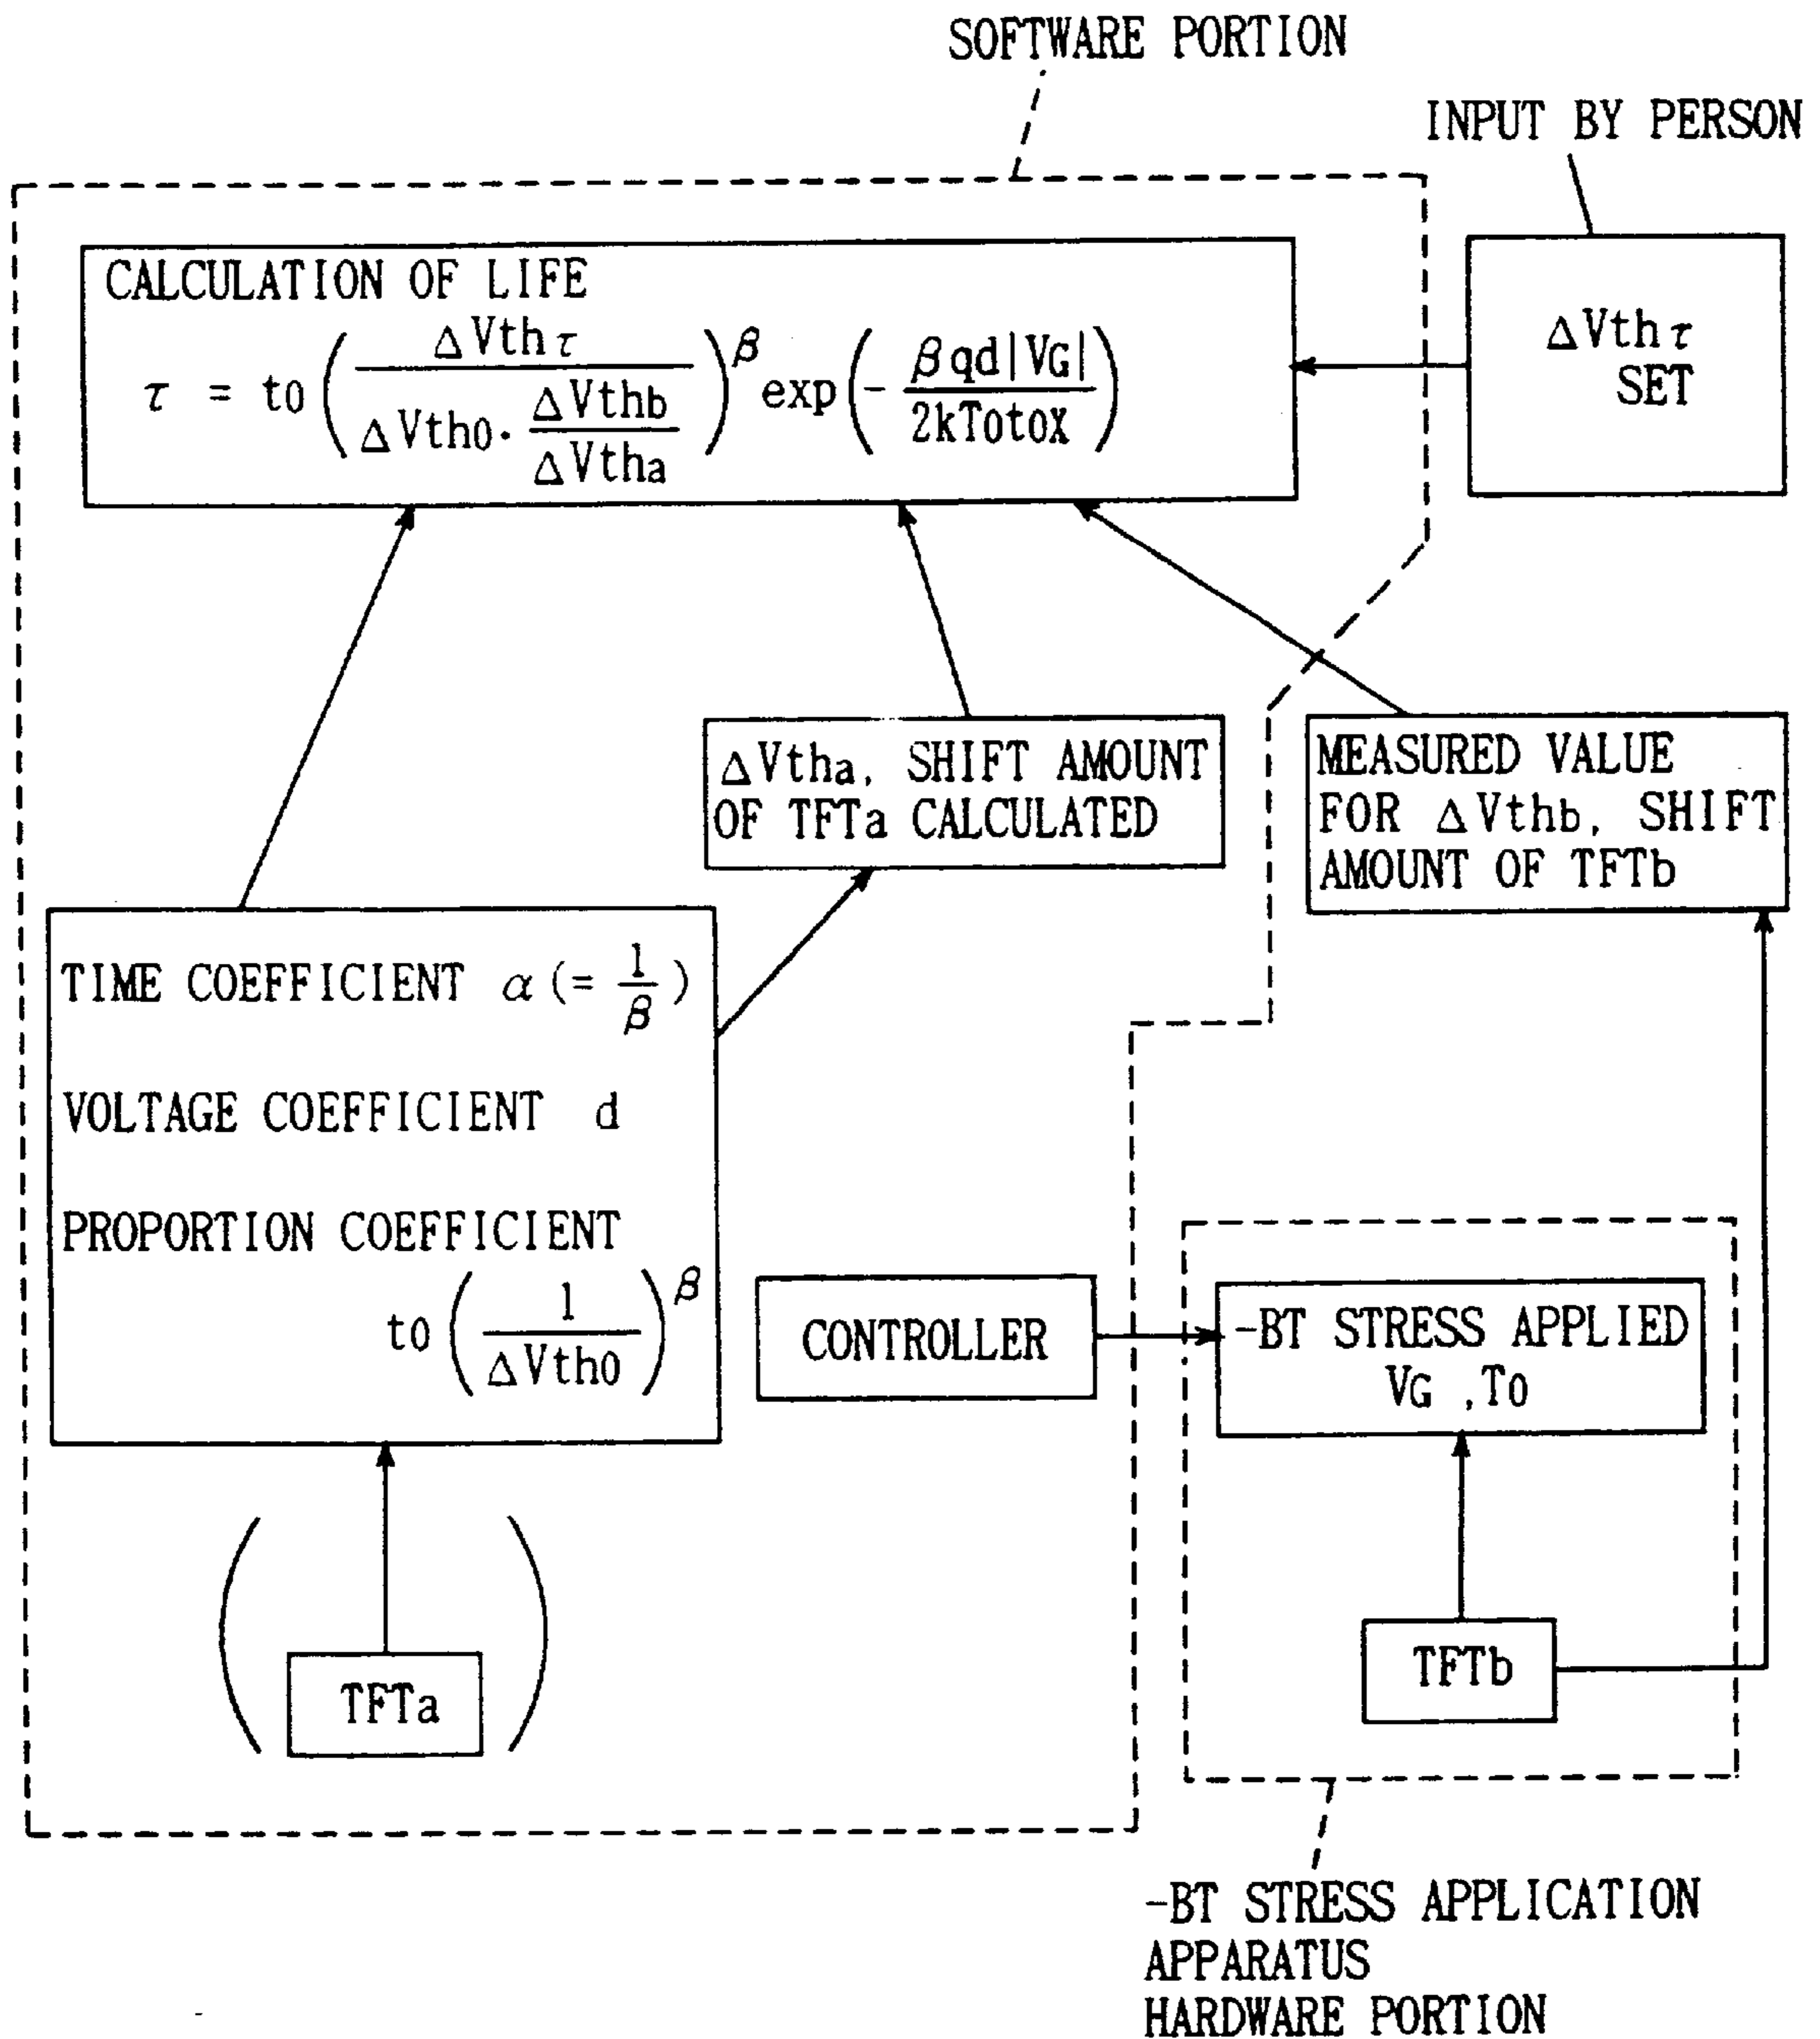 SOFTWARE PORTION
INPUT BY PERSON
CALCULATION OF LIFE
τ = t0 ( ΔVthτ / ( ΔVth0 · ΔVthb / ΔVtha ) )^β exp ( - βqd|VG| / 2kT0tox )
ΔVthτ
SET
ΔVtha, SHIFT AMOUNT
OF TFTa CALCULATED
MEASURED VALUE
FOR ΔVthb, SHIFT
AMOUNT OF TFTb
TIME COEFFICIENT α (= 1/β)
VOLTAGE COEFFICIENT d
PROPORTION COEFFICIENT
t0 ( 1 / ΔVth0 )^β
CONTROLLER
-BT STRESS APPLIED
VG ,T0
TFTa
TFTb
-BT STRESS APPLICATION
APPARATUS
HARDWARE PORTION